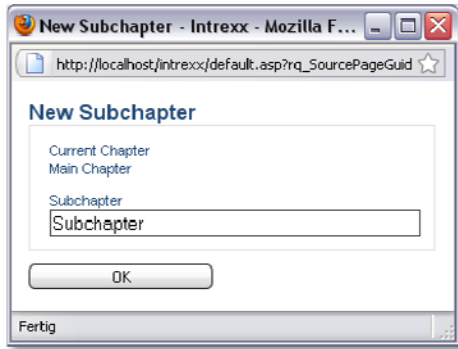 New Subchapter - Intrexx - Mozilla F...
http://localhost/intrexx/default.asp?rq_SourcePageGuid
New Subchapter
Current Chapter
Main Chapter
Subchapter
Subchapter
OK
Fertig